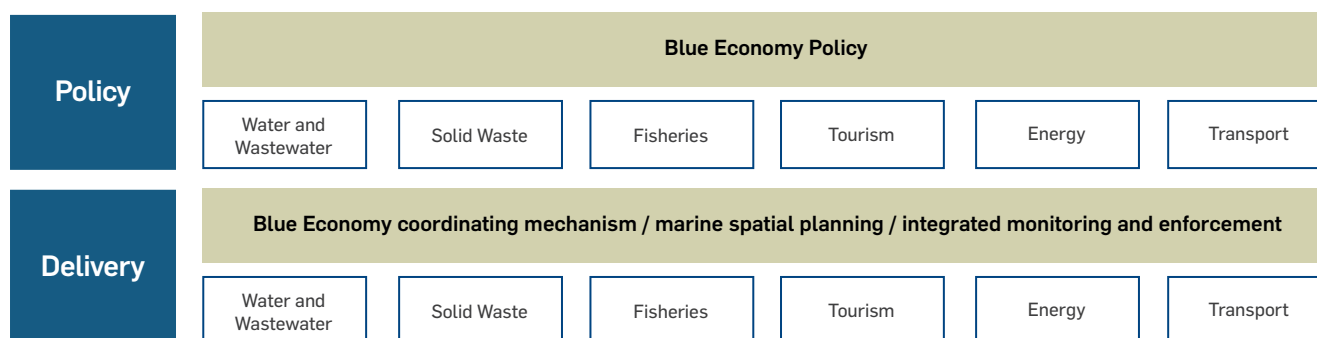 Policy
Blue Economy Policy
Water and
Wastewater
Solid Waste
Fisheries
Tourism
Energy
Transport
Delivery
Blue Economy coordinating mechanism / marine spatial planning / integrated monitoring and enforcement
Water and
Wastewater
Solid Waste
Fisheries
Tourism
Energy
Transport